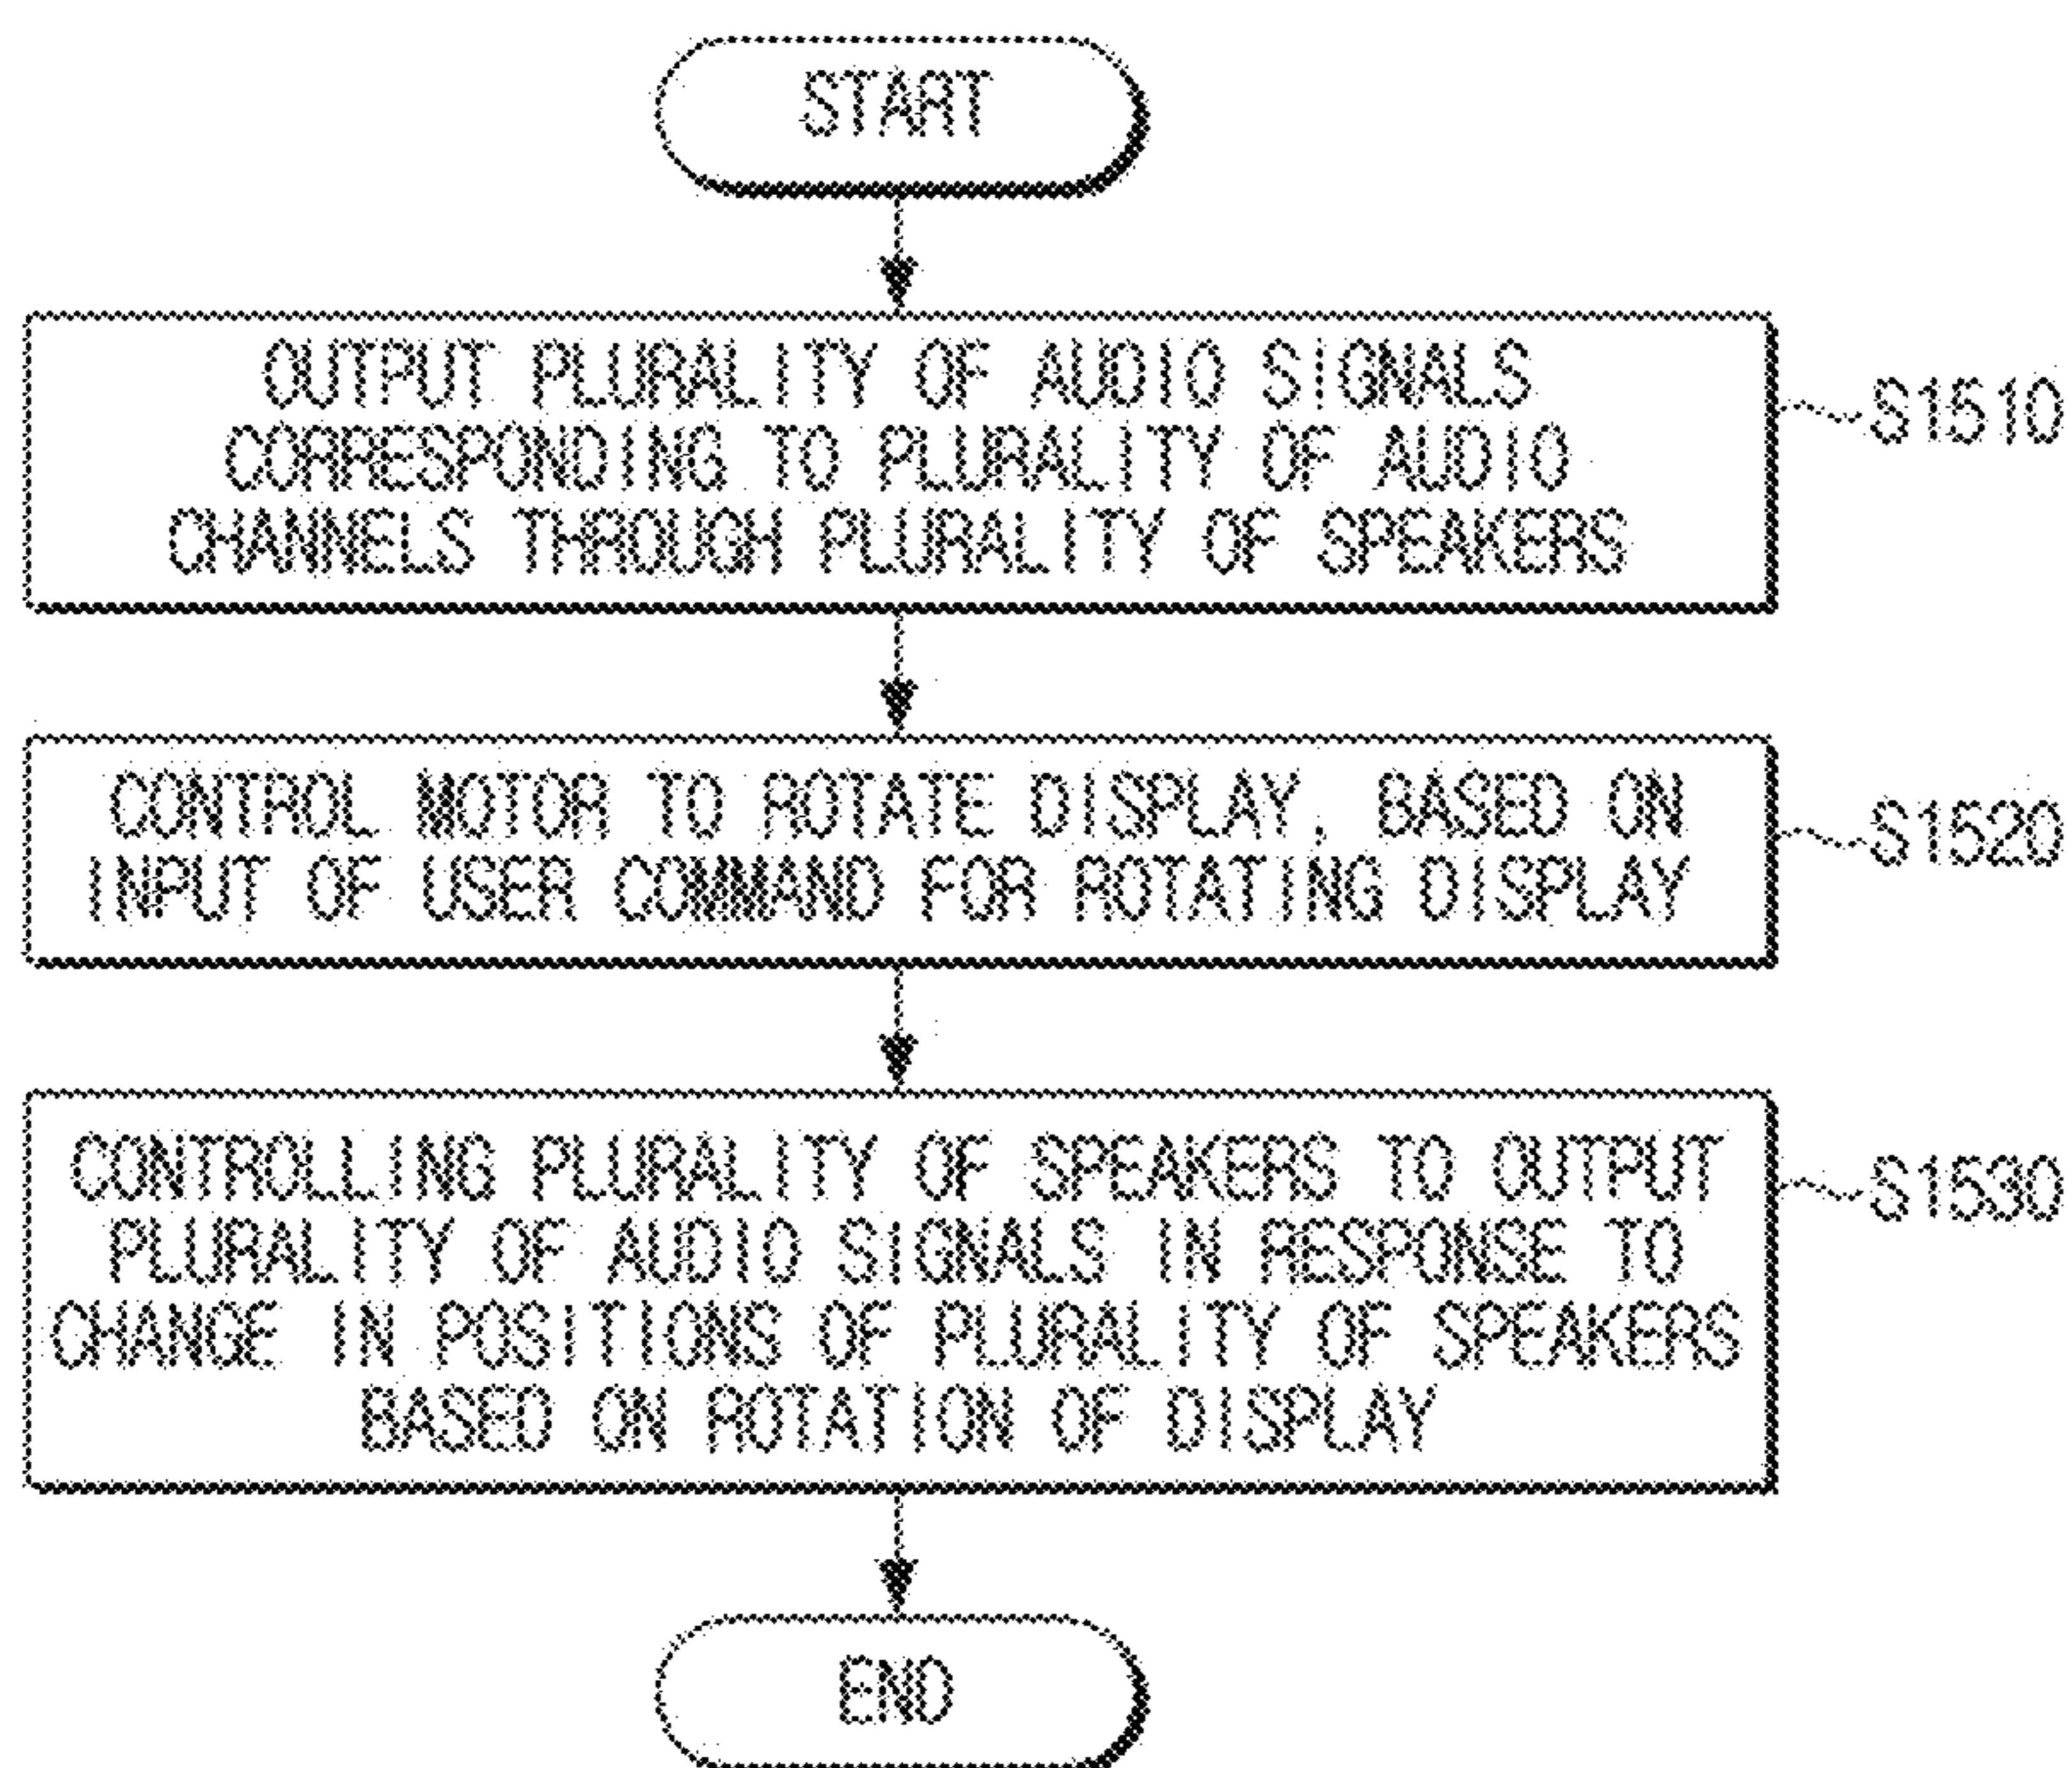 START
OUTPUT PLURALITY OF AUDIO SIGNALS
CORRESPONDING TO PLURALITY OF AUDIO
CHANNELS THROUGH PLURALITY OF SPEAKERS
S1510
CONTROL MOTOR TO ROTATE DISPLAY, BASED ON
INPUT OF USER COMMAND FOR ROTATING DISPLAY
S1520
CONTROLLING PLURALITY OF SPEAKERS TO OUTPUT
PLURALITY OF AUDIO SIGNALS IN RESPONSE TO
CHANGE IN POSITIONS OF PLURALITY OF SPEAKERS
BASED ON ROTATION OF DISPLAY
S1530
END